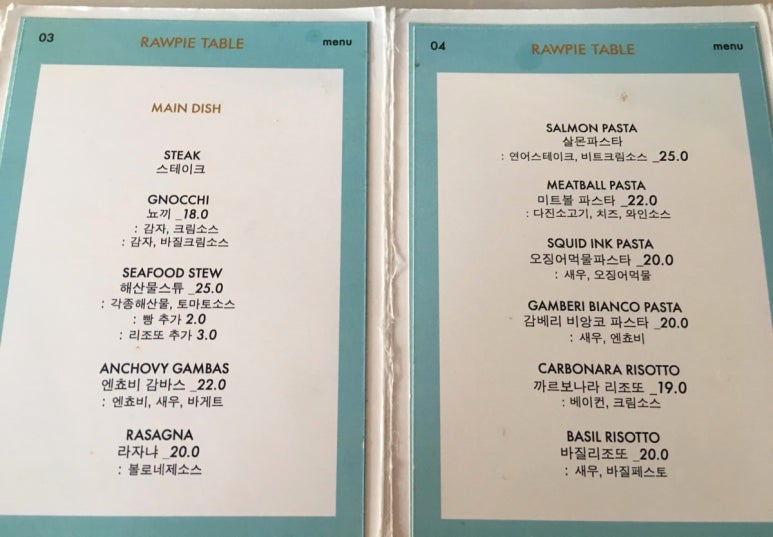 03
RAWPIE TABLE
menu
MAIN DISH
STEAK
스테이크
GNOCCHI
뇨끼 _18.0
: 감자, 크림소스
: 감자, 바질크림소스
SEAFOOD STEW
해산물스튜 _25.0
: 각종해산물, 토마토소스
: 빵 추가 2.0
: 리조또 추가 3.0
ANCHOVY GAMBAS
엔쵸비 감바스 _22.0
: 엔쵸비, 새우, 바게트
RASAGNA
라자냐 _20.0
: 볼로네제소스
04
RAWPIE TABLE
menu
SALMON PASTA
살몬파스타
: 연어스테이크, 비트크림소스 _25.0
MEATBALL PASTA
미트볼 파스타 _22.0
: 다진소고기, 치즈, 와인소스
SQUID INK PASTA
오징어먹물파스타 _20.0
: 새우, 오징어먹물
GAMBERI BIANCO PASTA
감베리 비앙코 파스타 _20.0
: 새우, 엔쵸비
CARBONARA RISOTTO
까르보나라 리조또 _19.0
: 베이컨, 크림소스
BASIL RISOTTO
바질리조또 _20.0
: 새우, 바질페스토